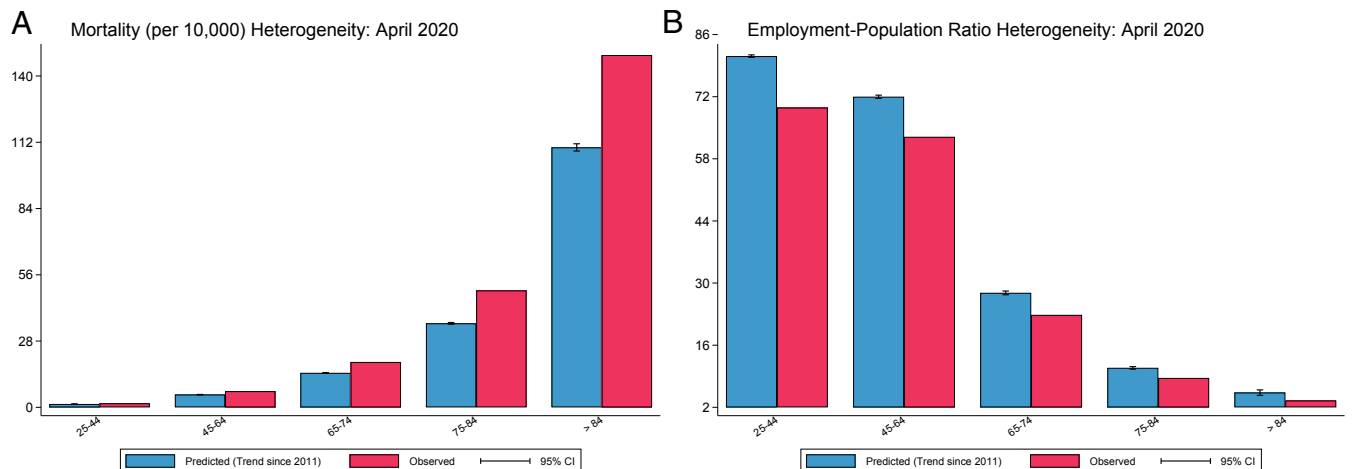 A
Mortality (per 10,000) Heterogeneity: April 2020
140
112
84
56
28
0
25-44
45-64
65-74
75-84
> 84
Predicted (Trend since 2011)
Observed
95% CI
B
Employment-Population Ratio Heterogeneity: April 2020
86
72
58
44
30
16
2
25-44
45-64
65-74
75-84
> 84
Predicted (Trend since 2011)
Observed
95% CI